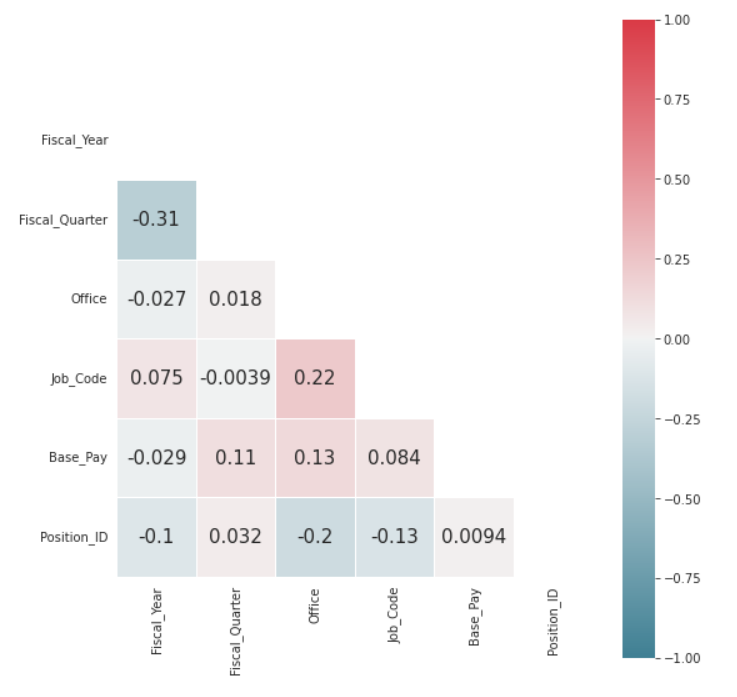 1.00
0.75
Fiscal_Year
0.50
Fiscal_Quarter -0.31
0.25
Office -0.027 0.018
0.00
Job_Code 0.075 -0.0039 0.22
−0.25
Base_Pay -0.029 0.11 0.13 0.084
−0.50
Position_ID -0.1 0.032 -0.2 -0.13 0.0094
−0.75
Fiscal_Year Fiscal_Quarter Office Job_Code Base_Pay Position_ID
−1.00